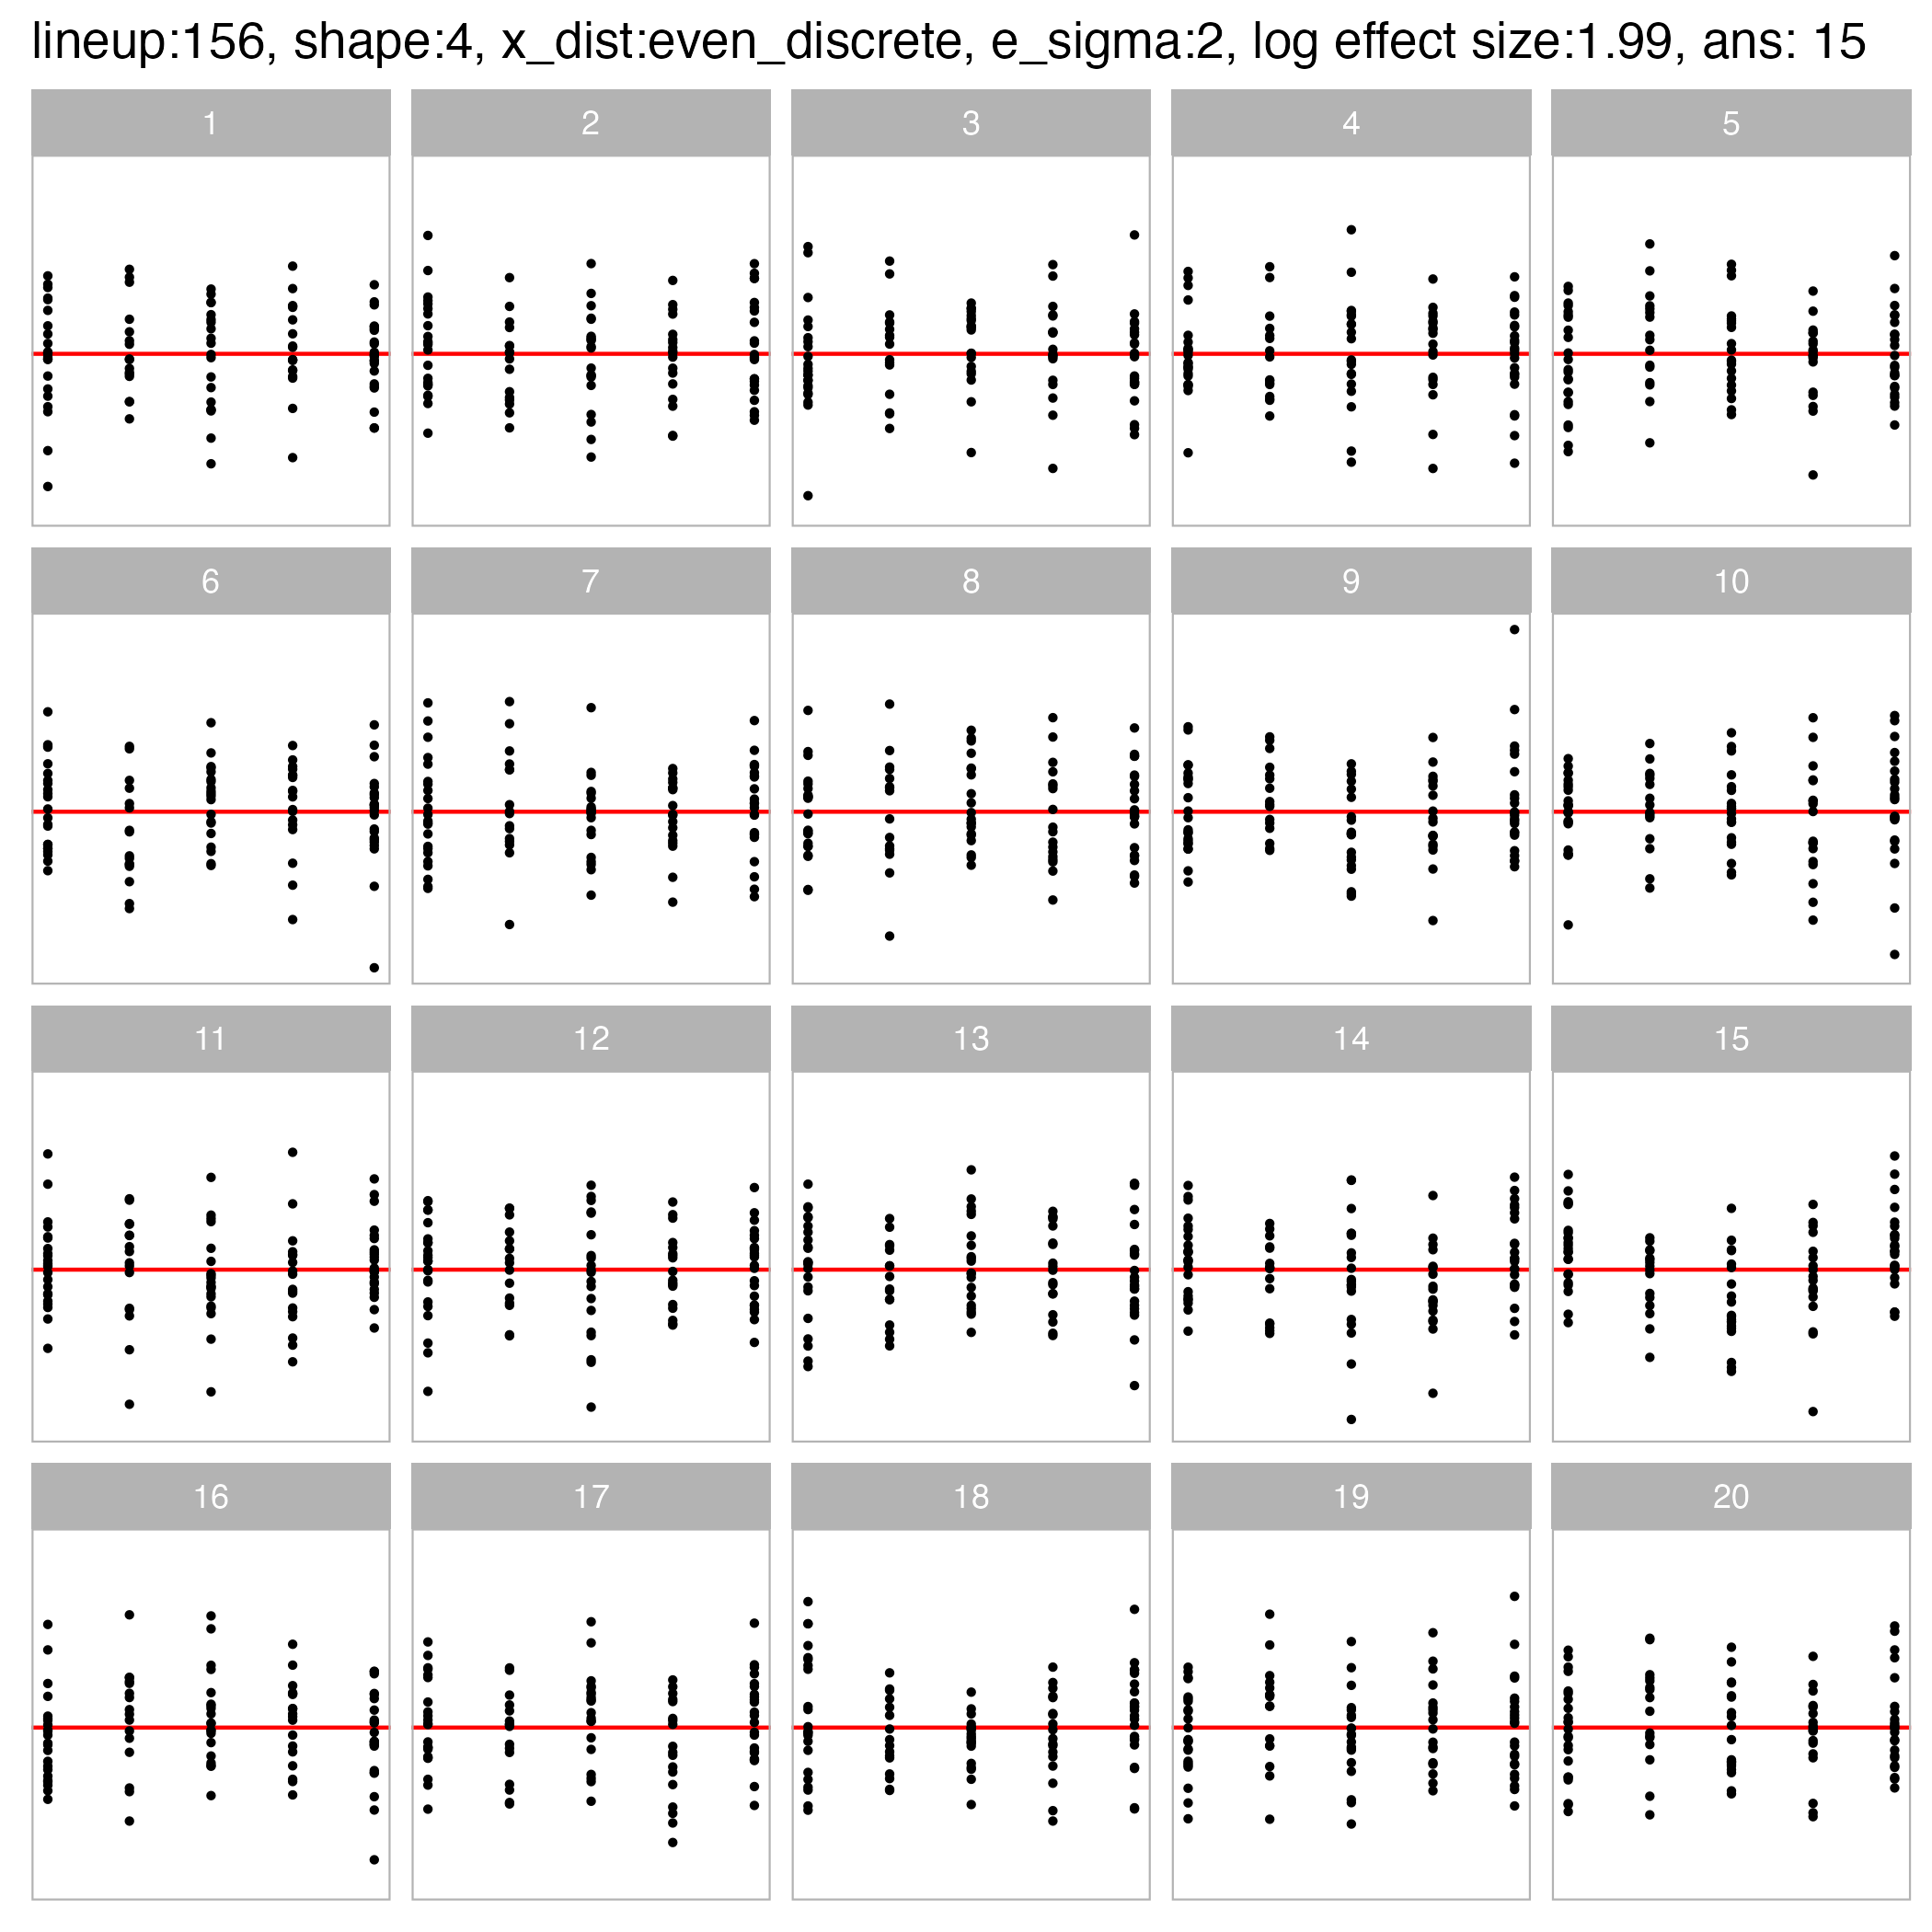 lineup:156, shape:4, x_dist:even_discrete, e_sigma:2, log effect size:1.99, ans: 15
1 2 3 4 5
6 7 8 9 10
11 12 13 14 15
16 17 18 19 20